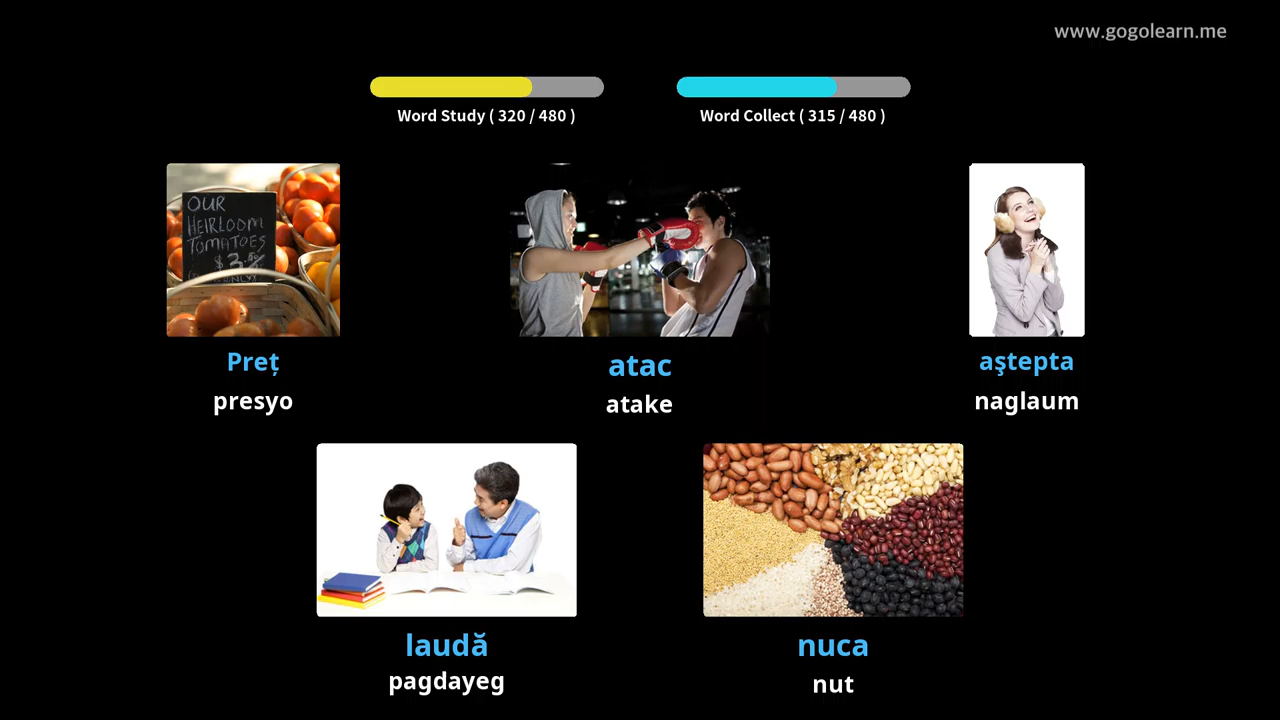 www.gogolearn.me
Word Study ( 320 / 480 )
Word Collect ( 315 / 480 )
OUR
HEIRLOOM
TOMATOES
Preț
presyo
atac
atake
aştepta
naglaum
laudă
pagdayeg
nuca
nut